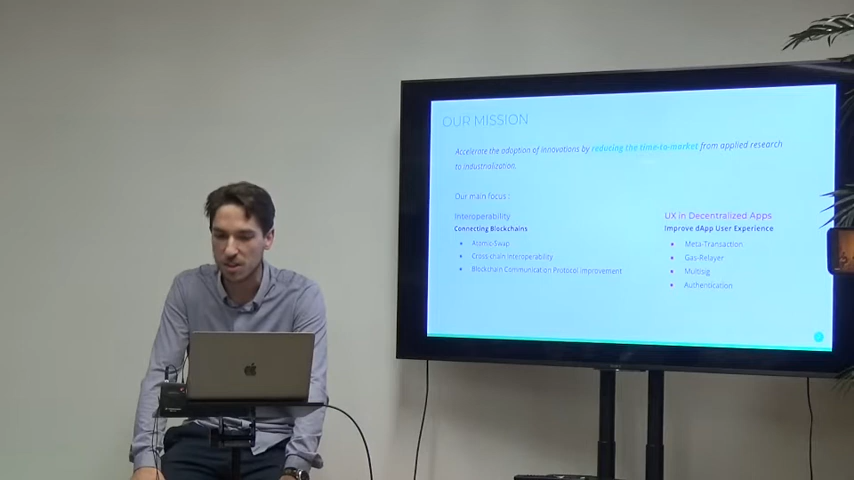 OUR MISSION
Accelerate the adoption of innovations by reducing the time-to-market from applied research
to industrialization.
Our main focus :
Interoperability
Connecting Blockchains
Atomic-Swap
Cross-chain Interoperability
Blockchain Communication Protocol improvement
UX in Decentralized Apps
Improve dApp User Experience
Meta-Transaction
Gas-Relayer
Multisig
Authentication